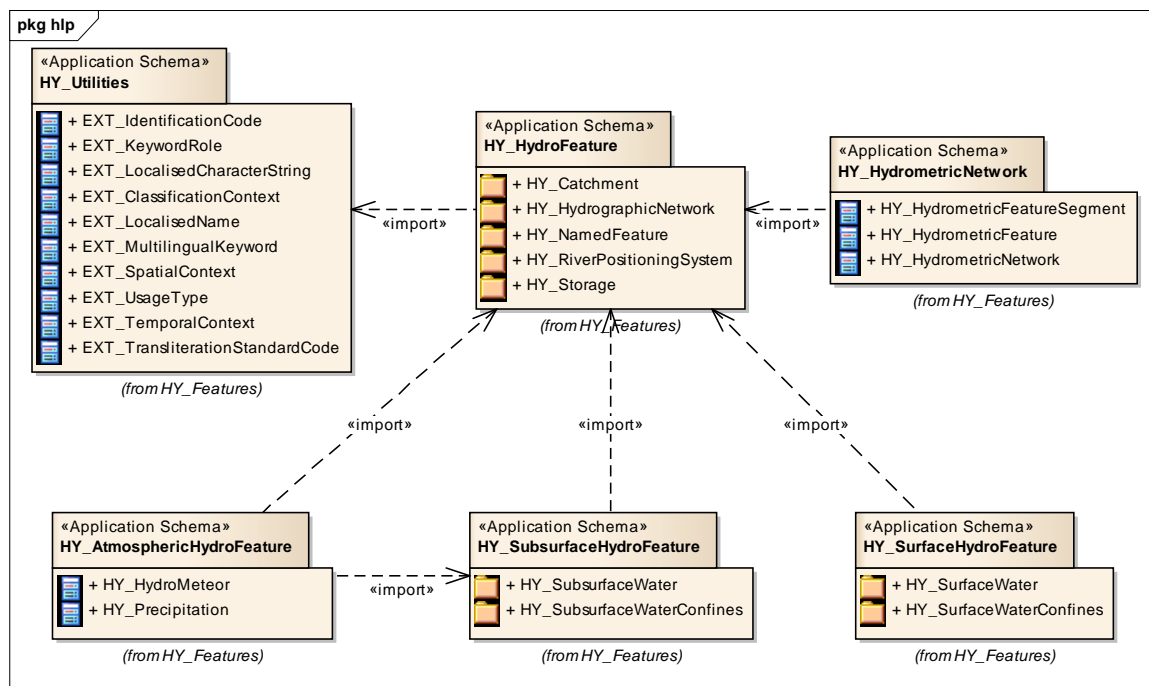 pkg hlp
«Application Schema»
HY_Utilities
+ EXT_IdentificationCode
+ EXT_KeywordRole
+ EXT_LocalisedCharacterString
+ EXT_ClassificationContext
+ EXT_LocalisedName
+ EXT_MultilingualKeyword
+ EXT_SpatialContext
+ EXT_UsageType
+ EXT_TemporalContext
+ EXT_TransliterationStandardCode
(from HY_Features)
«import»
«Application Schema»
HY_HydroFeature
+ HY_Catchment
+ HY_HydrographicNetwork
+ HY_NamedFeature
+ HY_RiverPositioningSystem
+ HY_Storage
(from HY_Features)
«import»
«Application Schema»
HY_HydrometricNetwork
+ HY_HydrometricFeatureSegment
+ HY_HydrometricFeature
+ HY_HydrometricNetwork
(from HY_Features)
«import»
«import»
«import»
«Application Schema»
HY_AtmosphericHydroFeature
+ HY_HydroMeteor
+ HY_Precipitation
(from HY_Features)
«import»
«Application Schema»
HY_SubsurfaceHydroFeature
+ HY_SubsurfaceWater
+ HY_SubsurfaceWaterConfines
(from HY_Features)
«Application Schema»
HY_SurfaceHydroFeature
+ HY_SurfaceWater
+ HY_SurfaceWaterConfines
(from HY_Features)